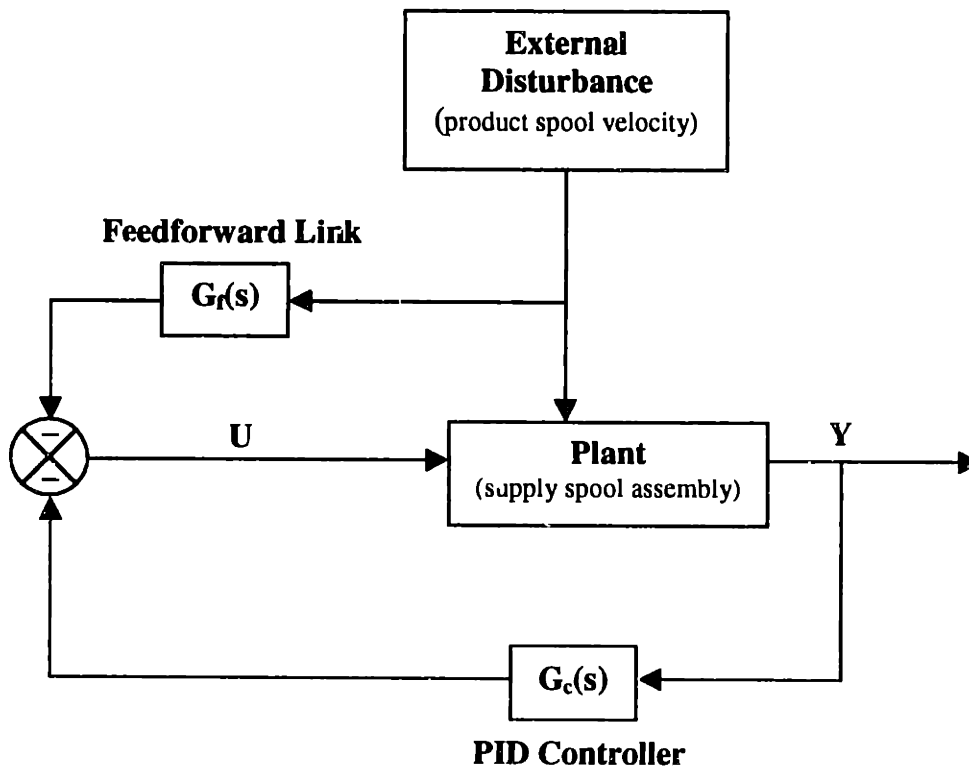 External
Disturbance
(product spool velocity)
Feedforward Link
Gf(s)
−
−
U
Plant
(supply spool assembly)
Y
Gc(s)
PID Controller